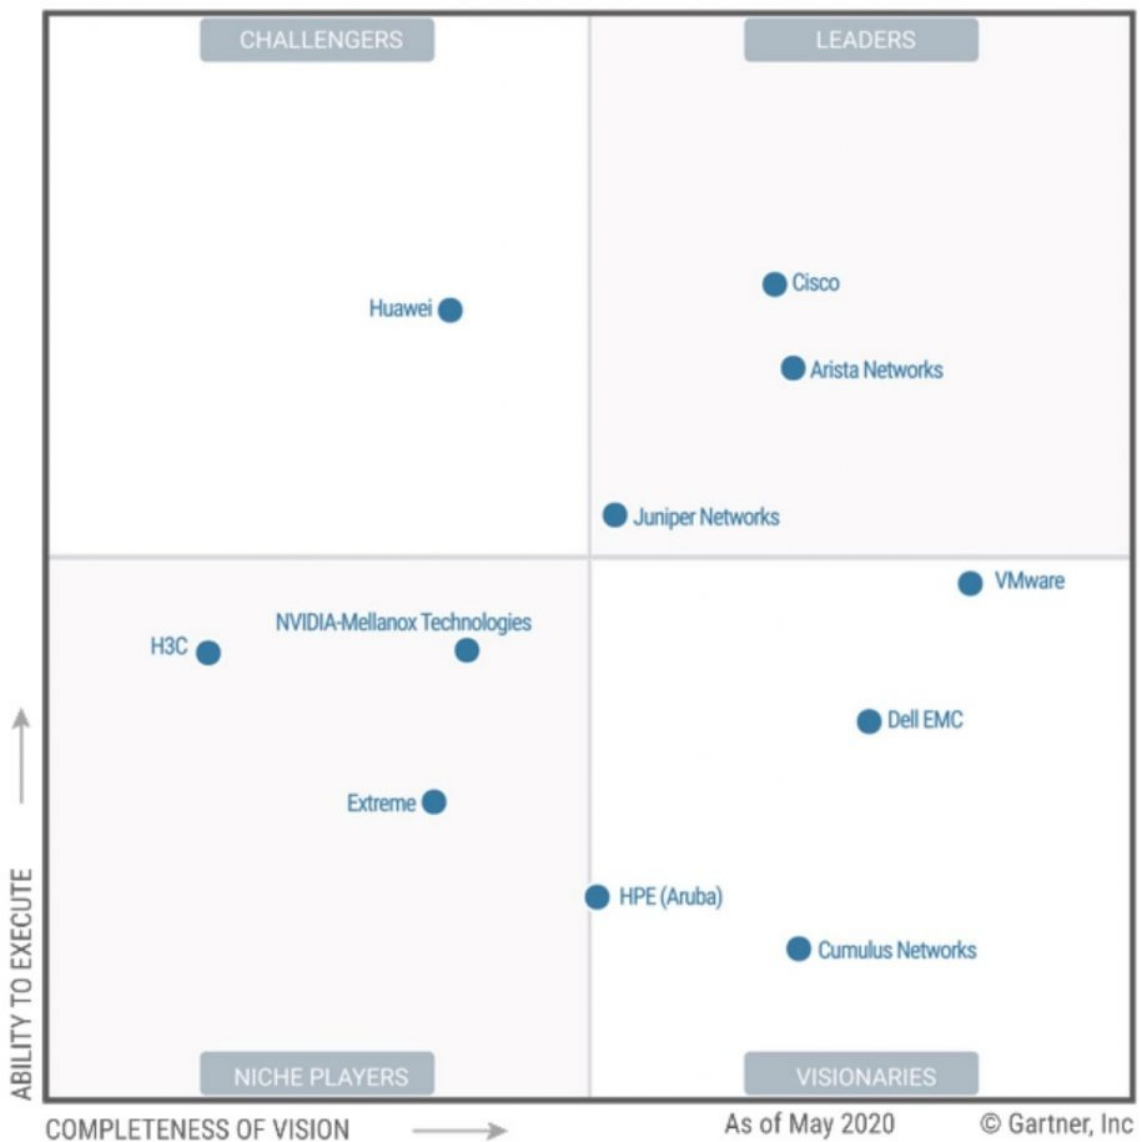 CHALLENGERS
LEADERS
Huawei
Cisco
Arista Networks
Juniper Networks
VMware
NVIDIA-Mellanox Technologies
H3C
Dell EMC
Extreme
HPE (Aruba)
Cumulus Networks
NICHE PLAYERS
VISIONARIES
ABILITY TO EXECUTE
COMPLETENESS OF VISION
As of May 2020
© Gartner, Inc